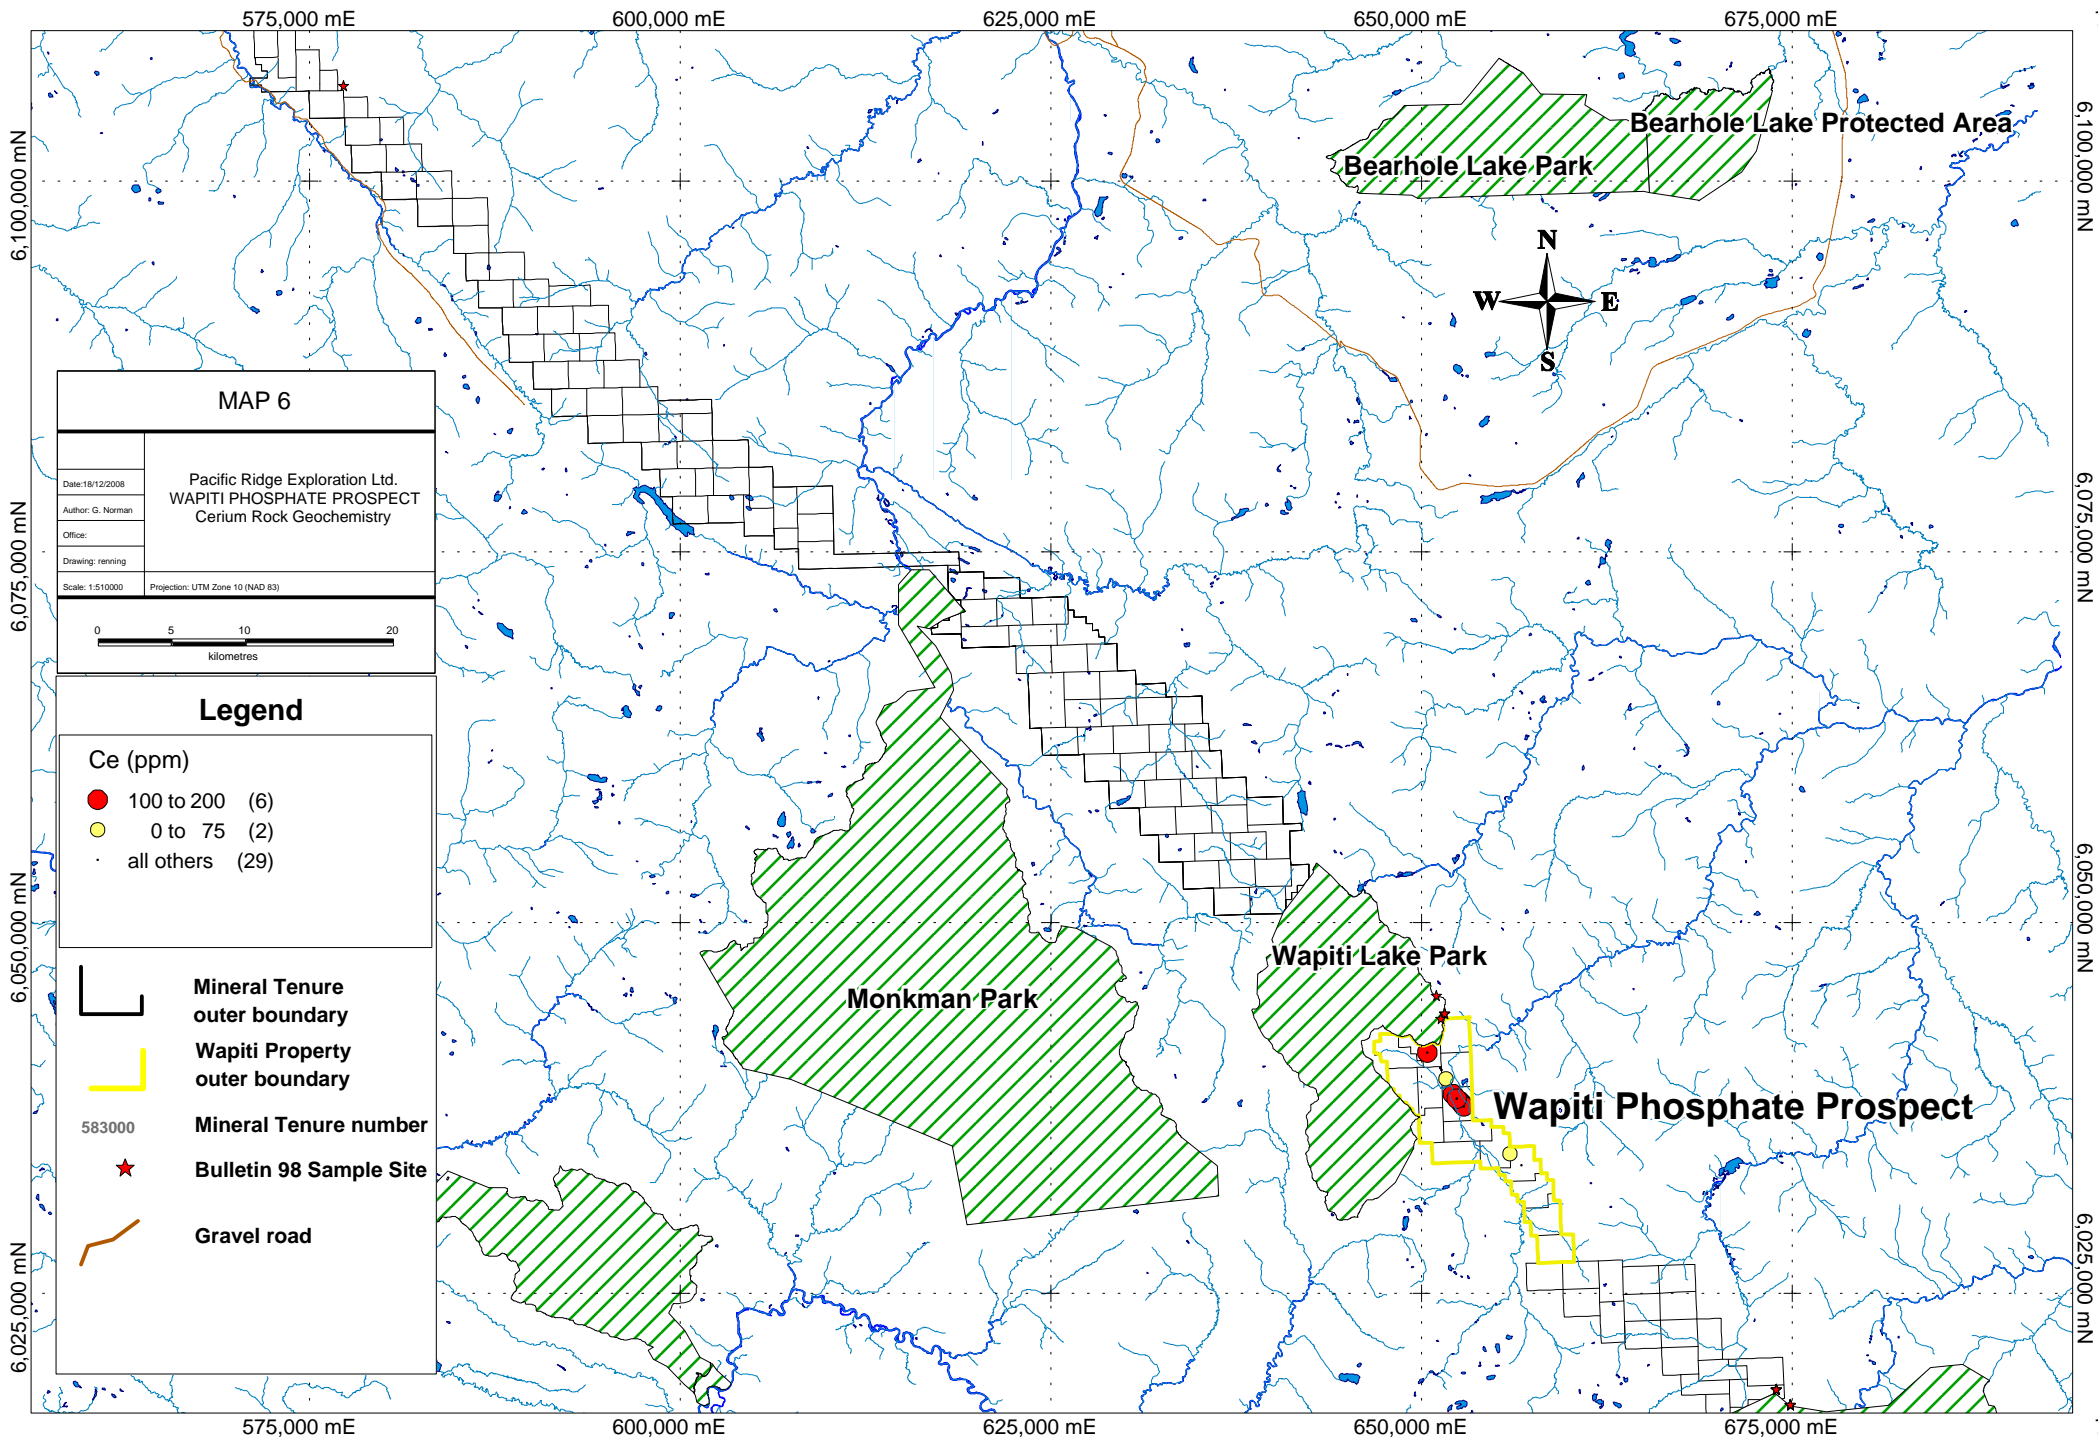 575,000 mE
600,000 mE
625,000 mE
650,000 mE
675,000 mE
6,100,000 mN
6,100,000 mN
Bearhole Lake Protected Area
Bearhole Lake Park
N
W
E
S
MAP 6
Pacific Ridge Exploration Ltd.
WAPITI PHOSPHATE PROSPECT
Cerium Rock Geochemistry
Date:18/12/2008
Author: G. Norman
Office:
Drawing: renning
Scale: 1:510000
Projection: UTM Zone 10 (NAD 83)
0 5 10 20
kilometres
6,075,000 mN
6,075,000 mN
Legend
Ce (ppm)
100 to 200 (6)
0 to 75 (2)
all others (29)
Mineral Tenure
outer boundary
Wapiti Property
outer boundary
583000
Mineral Tenure number
Bulletin 98 Sample Site
Gravel road
6,050,000 mN
6,050,000 mN
Wapiti Lake Park
Monkman Park
Wapiti Phosphate Prospect
6,025,000 mN
6,025,000 mN
575,000 mE
600,000 mE
625,000 mE
650,000 mE
675,000 mE